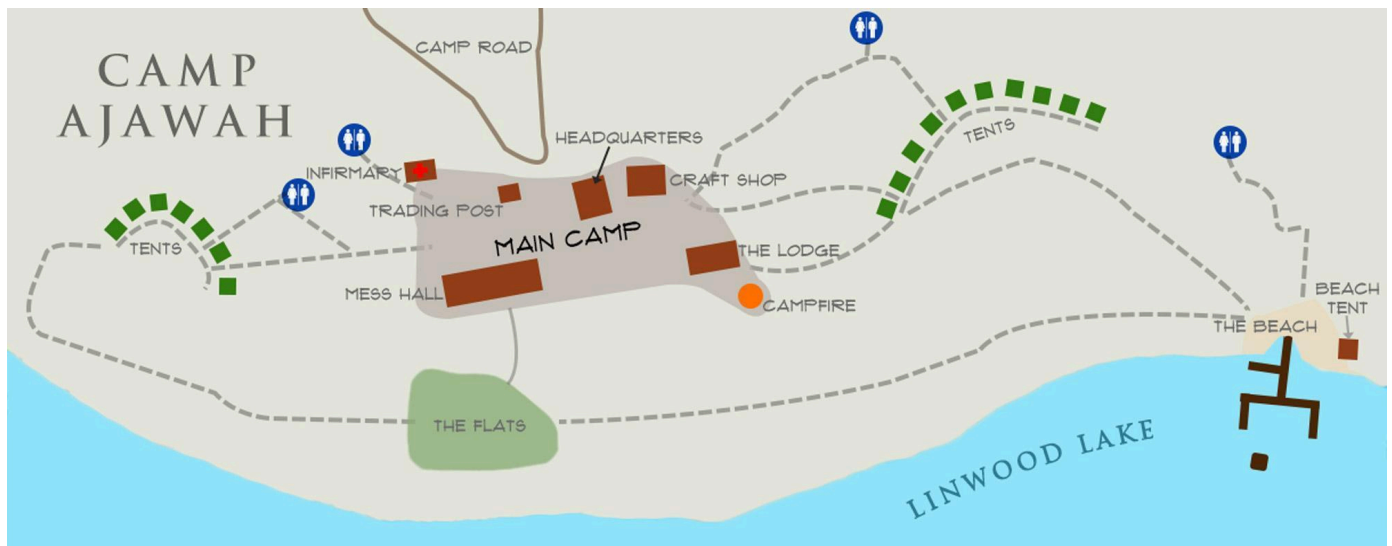 CAMP
AJAWAH
CAMP ROAD
HEADQUARTERS
INFIRMARY
CRAFT SHOP
TRADING POST
TENTS
MAIN CAMP
TENTS
THE LODGE
MESS HALL
CAMPFIRE
BEACH
TENT
THE BEACH
THE FLATS
LINWOOD LAKE